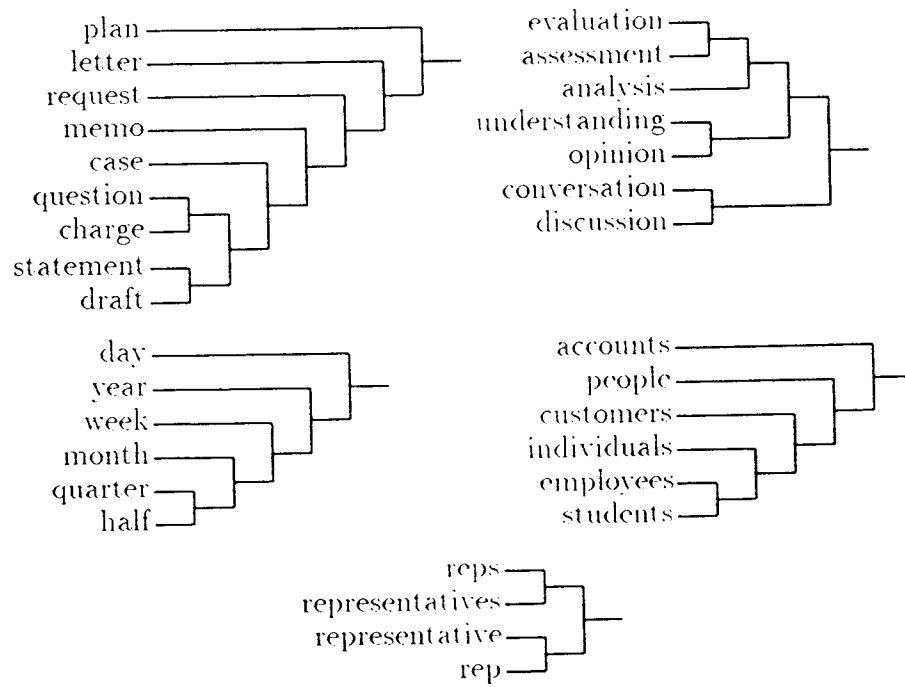 plan
letter
request
memo
case
question
charge
statement
draft
evaluation
assessment
analysis
understanding
opinion
conversation
discussion
day
year
week
month
quarter
half
accounts
people
customers
individuals
employees
students
reps
representatives
representative
rep